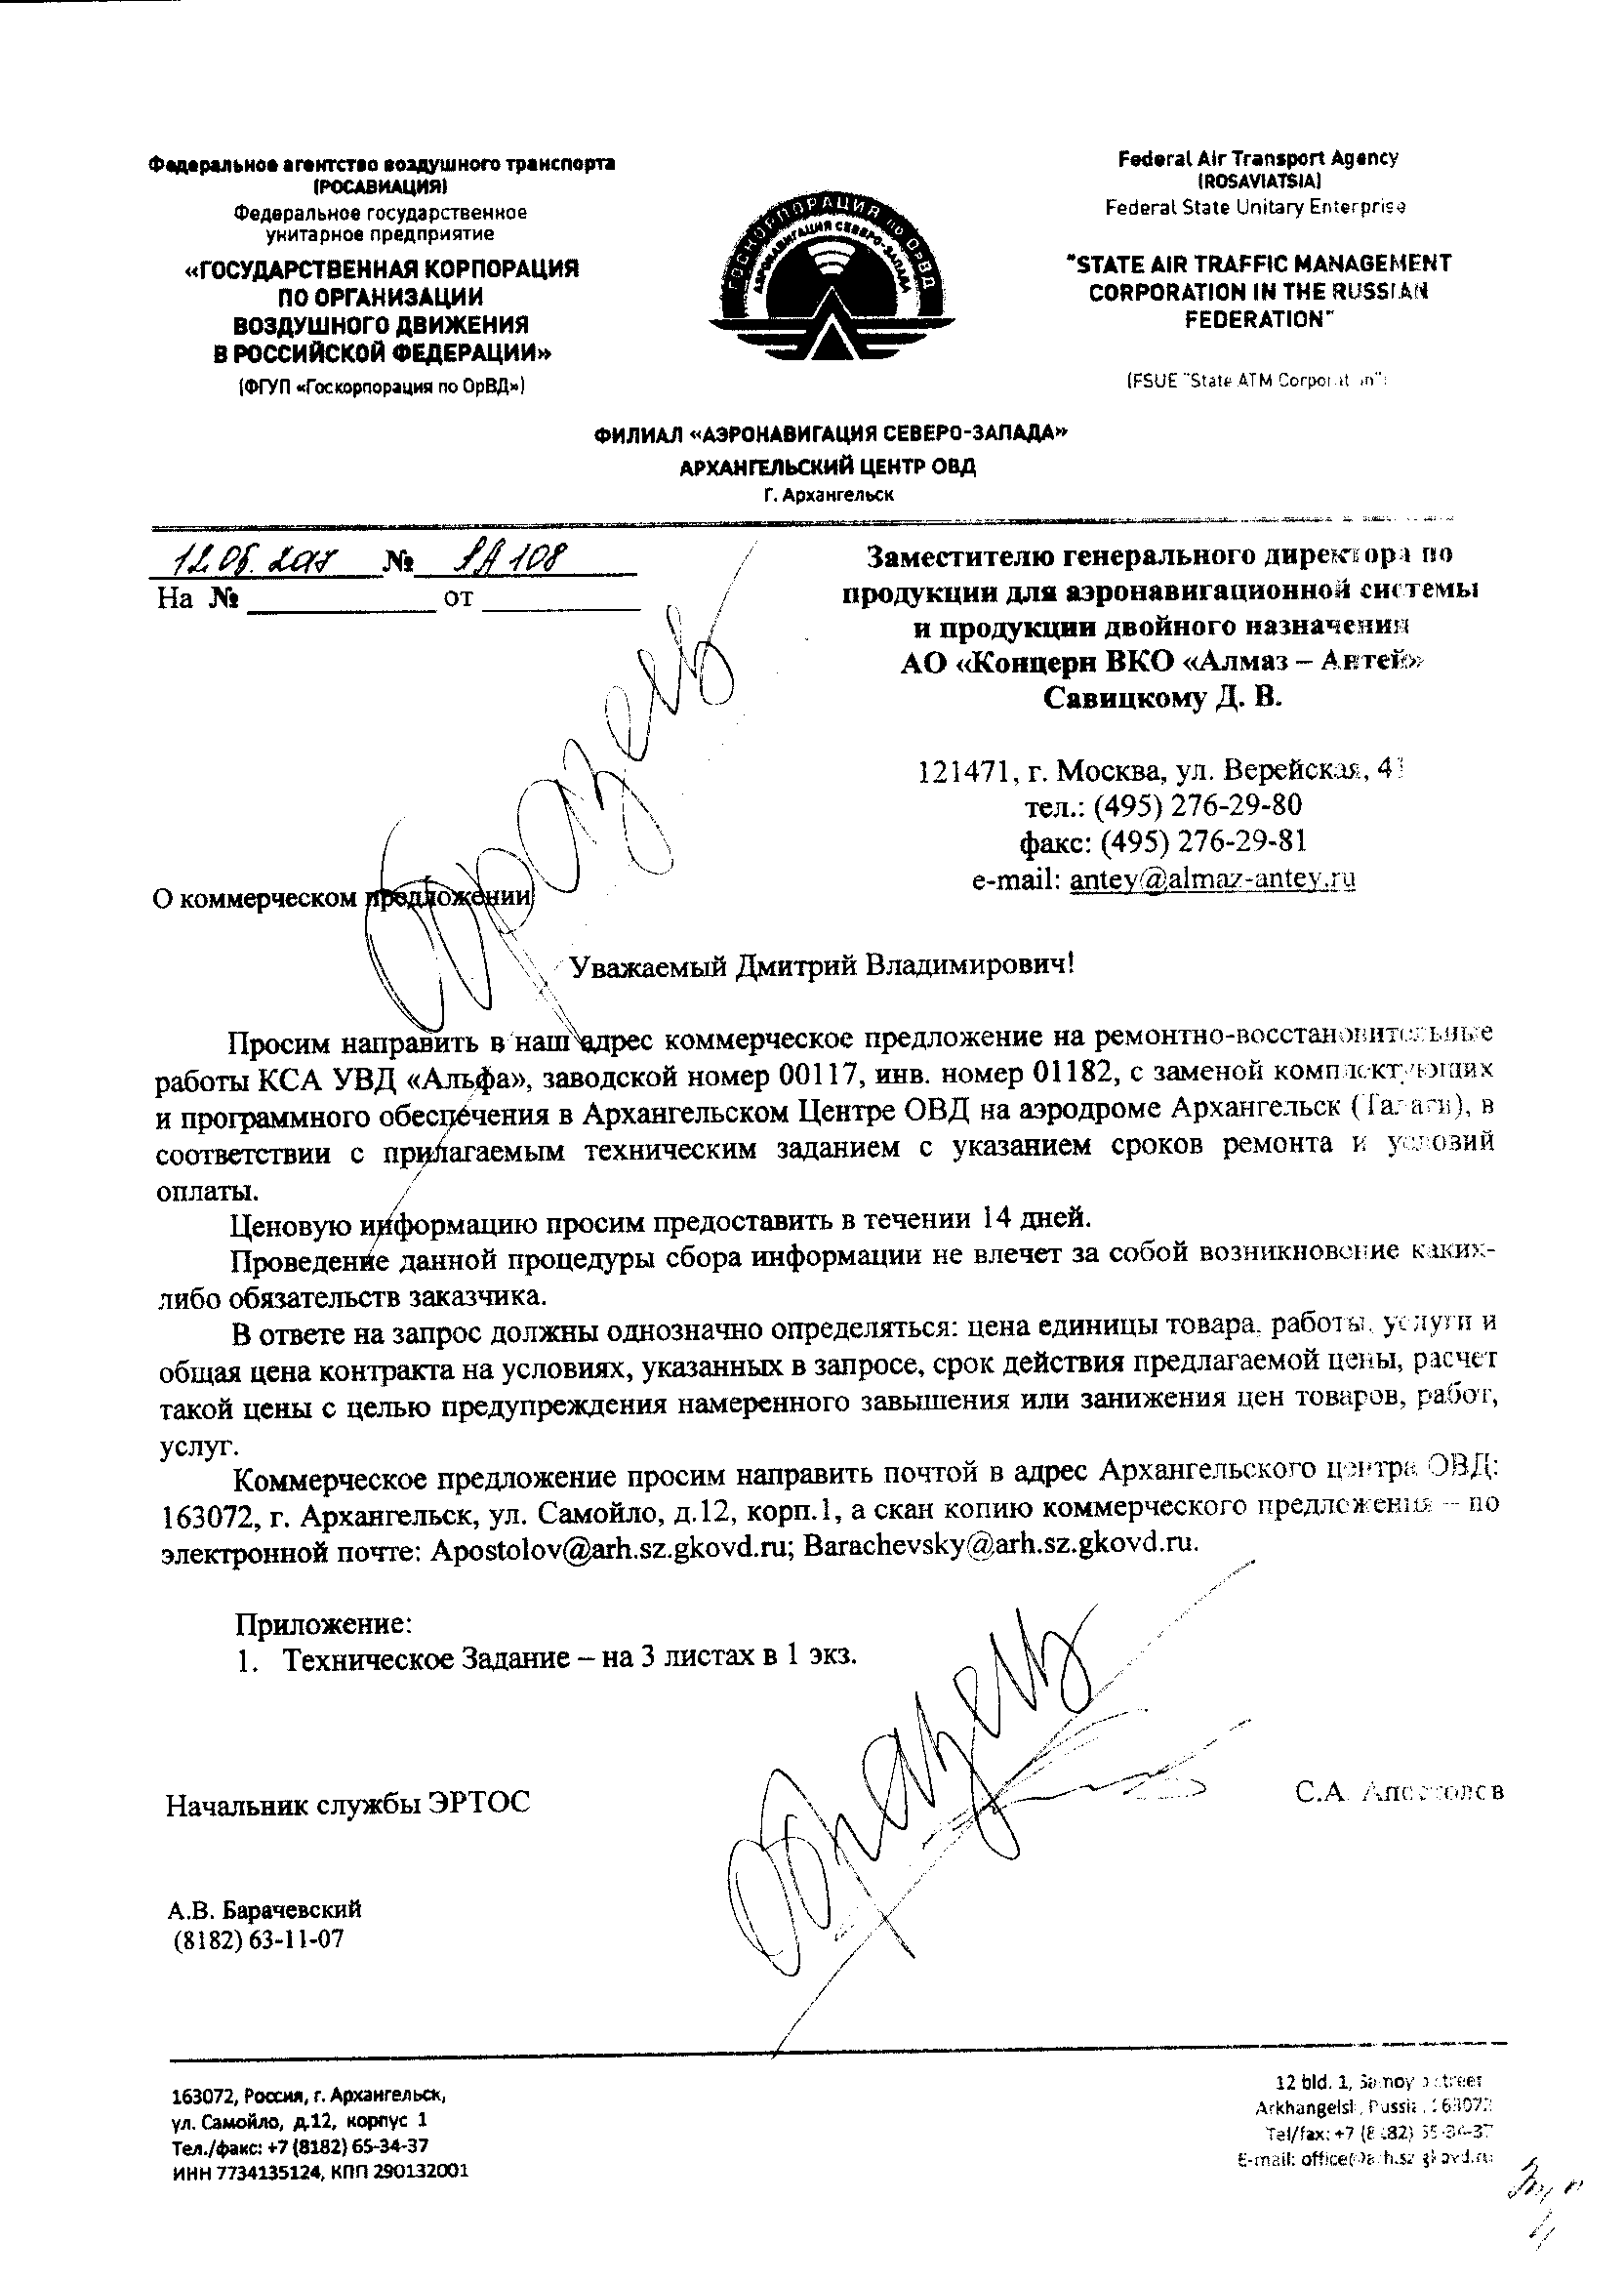 Федеральное агентство воздушного транспорта
(РОСАВИАЦИЯ)
Федеральное государственное
унитарное предприятие
«ГОСУДАРСТВЕННАЯ КОРПОРАЦИЯ
ПО ОРГАНИЗАЦИИ
ВОЗДУШНОГО ДВИЖЕНИЯ
В РОССИЙСКОЙ ФЕДЕРАЦИИ»
(ФГУП «Госкорпорация по ОрВД»)
ГОСКОРПОРАЦИЯ по ОрВД
АЭРОНАВИГАЦИЯ СЕВЕРО-ЗАПАДА
Federal Air Transport Agency
(ROSAVIATSIA)
Federal State Unitary Enterprise
"STATE AIR TRAFFIC MANAGEMENT
CORPORATION IN THE RUSSIAN
FEDERATION"
(FSUE "State ATM Corporation")
ФИЛИАЛ «АЭРОНАВИГАЦИЯ СЕВЕРО-ЗАПАДА»
АРХАНГЕЛЬСКИЙ ЦЕНТР ОВД
Г. Архангельск
12.05. №
На № от
Заместителю генерального директора по
продукции для аэронавигационной системы
и продукции двойного назначения
АО «Концерн ВКО «Алмаз – Антей»
Савицкому Д. В.
121471, г. Москва, ул. Верейская, 41
тел.: (495) 276-29-80
факс: (495) 276-29-81
e-mail: antey@almaz-antey.ru
Образец
О коммерческом предложении
Уважаемый Дмитрий Владимирович!
Просим направить в наш адрес коммерческое предложение на ремонтно-восстановительные
работы КСА УВД «Альфа», заводской номер 00117, инв. номер 01182, с заменой комплектующих
и программного обеспечения в Архангельском Центре ОВД на аэродроме Архангельск (Талаги), в
соответствии с прилагаемым техническим заданием с указанием сроков ремонта и условий
оплаты.
Ценовую информацию просим предоставить в течении 14 дней.
Проведение данной процедуры сбора информации не влечет за собой возникновение каких-
либо обязательств заказчика.
В ответе на запрос должны однозначно определяться: цена единицы товара, работы, услуги и
общая цена контракта на условиях, указанных в запросе, срок действия предлагаемой цены, расчет
такой цены с целью предупреждения намеренного завышения или занижения цен товаров, работ,
услуг.
Коммерческое предложение просим направить почтой в адрес Архангельского центра ОВД:
163072, г. Архангельск, ул. Самойло, д.12, корп.1, а скан копию коммерческого предложения – по
электронной почте: Apostolov@arh.sz.gkovd.ru; Barachevsky@arh.sz.gkovd.ru.
Приложение:
1. Техническое Задание – на 3 листах в 1 экз.
Образец
Начальник службы ЭРТОС С.А. Апостолов
А.В. Барачевский
(8182) 63-11-07
163072, Россия, г. Архангельск,
ул. Самойло, д.12, корпус 1
Тел./факс: +7 (8182) 65-34-37
ИНН 7734135124, КПП 290132001
12 bld. 1, Samoylo street
Arkhangelsk, Russia, 163072
Tel/fax: +7 (8182) 65-34-37
E-mail: office@arh.sz.gkovd.ru